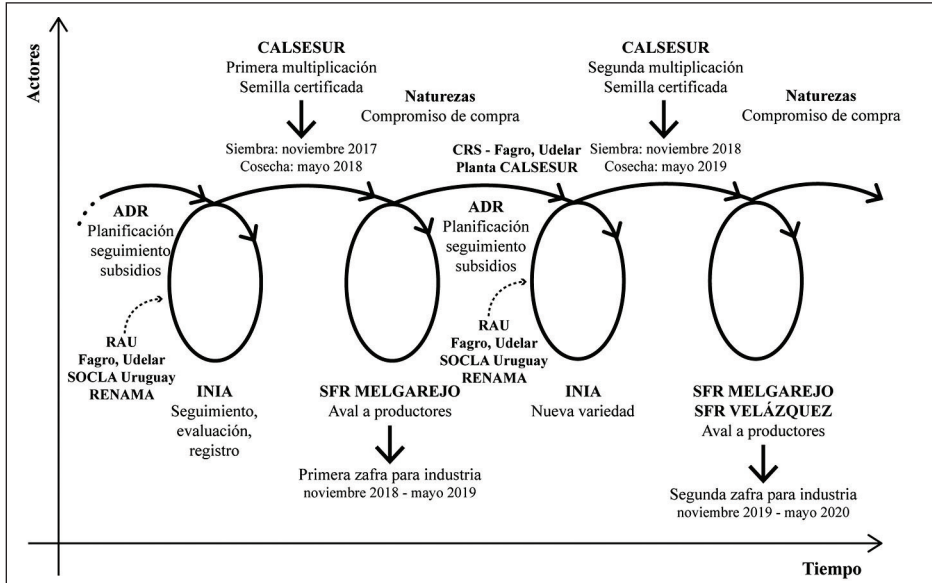 Actores
CALSESUR
Primera multiplicación
Semilla certificada
Siembra: noviembre 2017
Cosecha: mayo 2018
Naturezas
Compromiso de compra
CRS - Fagro, Udelar
Planta CALSESUR
CALSESUR
Segunda multiplicación
Semilla certificada
Siembra: noviembre 2018
Cosecha: mayo 2019
Naturezas
Compromiso de compra
ADR
Planificación
seguimiento
subsidios
RAU
Fagro, Udelar
SOCLA Uruguay
RENAMA
INIA
Seguimiento,
evaluación,
registro
SFR MELGAREJO
Aval a productores
Primera zafra para industria
noviembre 2018 - mayo 2019
ADR
Planificación
seguimiento
subsidios
RAU
Fagro, Udelar
SOCLA Uruguay
RENAMA
INIA
Nueva variedad
SFR MELGAREJO
SFR VELÁZQUEZ
Aval a productores
Segunda zafra para industria
noviembre 2019 - mayo 2020
Tiempo